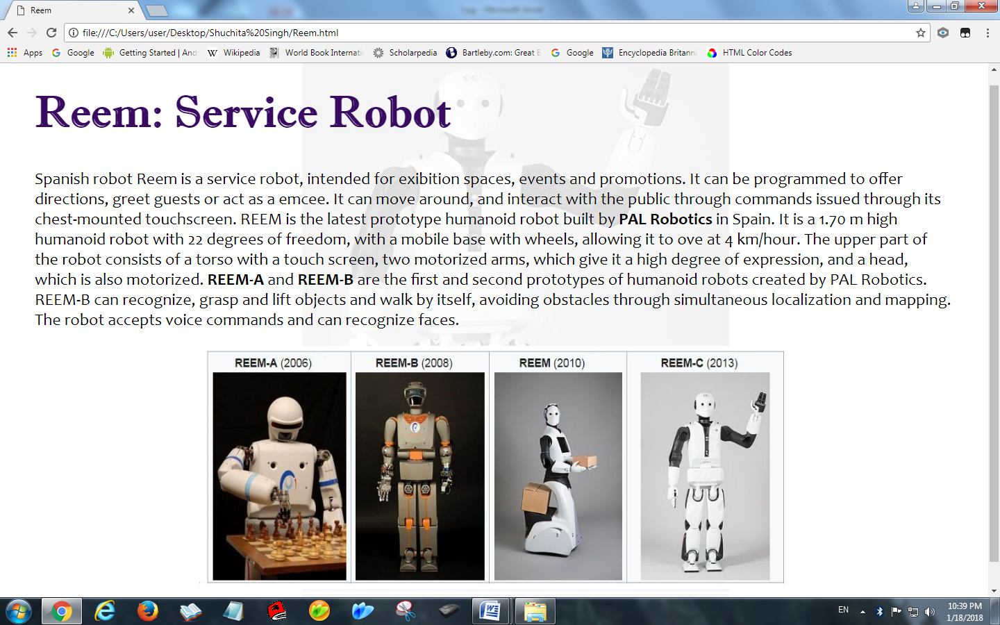 Reem
file:///C:/Users/user/Desktop/Shuchita%20Singh/Reem.html
Apps Google Getting Started | And Wikipedia World Book Internati Scholarpedia Bartleby.com: Great B Google Encyclopedia Britann HTML Color Codes
Reem: Service Robot
Spanish robot Reem is a service robot, intended for exibition spaces, events and promotions. It can be programmed to offer
directions, greet guests or act as a emcee. It can move around, and interact with the public through commands issued through its
chest-mounted touchscreen. REEM is the latest prototype humanoid robot built by PAL Robotics in Spain. It is a 1.70 m high
humanoid robot with 22 degrees of freedom, with a mobile base with wheels, allowing it to ove at 4 km/hour. The upper part of
the robot consists of a torso with a touch screen, two motorized arms, which give it a high degree of expression, and a head,
which is also motorized. REEM-A and REEM-B are the first and second prototypes of humanoid robots created by PAL Robotics.
REEM-B can recognize, grasp and lift objects and walk by itself, avoiding obstacles through simultaneous localization and mapping.
The robot accepts voice commands and can recognize faces.
REEM-A (2006) REEM-B (2008) REEM (2010) REEM-C (2013)
EN
10:39 PM
1/18/2018